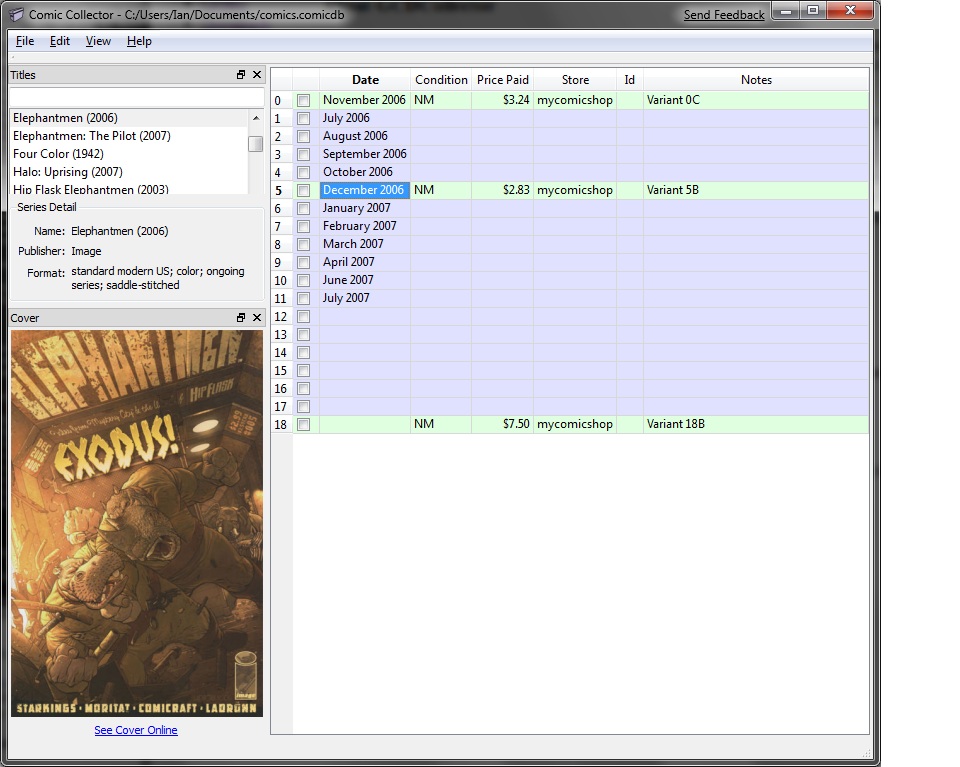 Comic Collector - C:/Users/Ian/Documents/comics.comicdb
Send Feedback
File Edit View Help
Titles
Elephantmen (2006)
Elephantmen: The Pilot (2007)
Four Color (1942)
Halo: Uprising (2007)
Hip Flask Elephantmen (2003)
Series Detail
Name: Elephantmen (2006)
Publisher: Image
Format: standard modern US; color; ongoing
series; saddle-stitched
Cover
ELEPHANTMEN.
HIP FLASK
EXODUS!
image
STARKINGS · MORITAT · COMICRAFT · LADRONN
See Cover Online
Date Condition Price Paid Store Id Notes
0 November 2006 NM $3.24 mycomicshop Variant 0C
1 July 2006
2 August 2006
3 September 2006
4 October 2006
5 December 2006 NM $2.83 mycomicshop Variant 5B
6 January 2007
7 February 2007
8 March 2007
9 April 2007
10 June 2007
11 July 2007
12
13
14
15
16
17
18 NM $7.50 mycomicshop Variant 18B